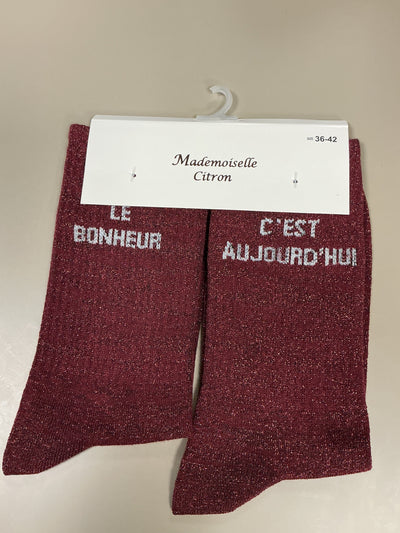 36-42
Mademoiselle
Citron
LE
BONHEUR
C'EST
AUJOURD'HUI